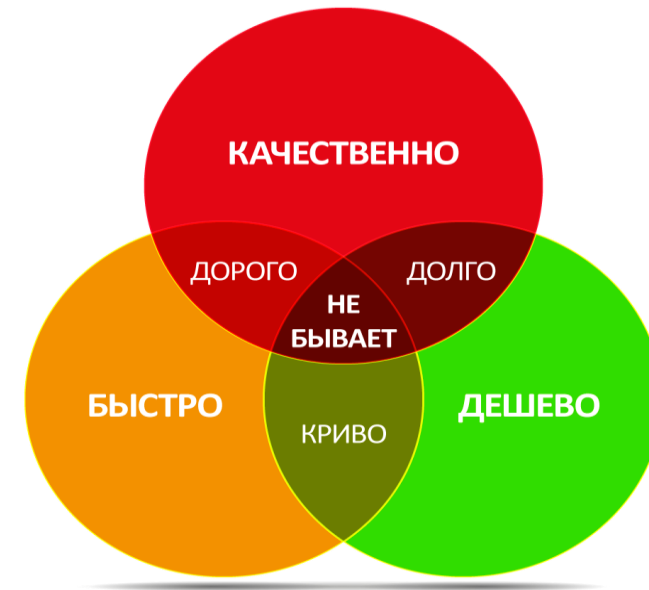 КАЧЕСТВЕННО
ДОРОГО
ДОЛГО
НЕ
БЫВАЕТ
БЫСТРО
ДЕШЕВО
КРИВО